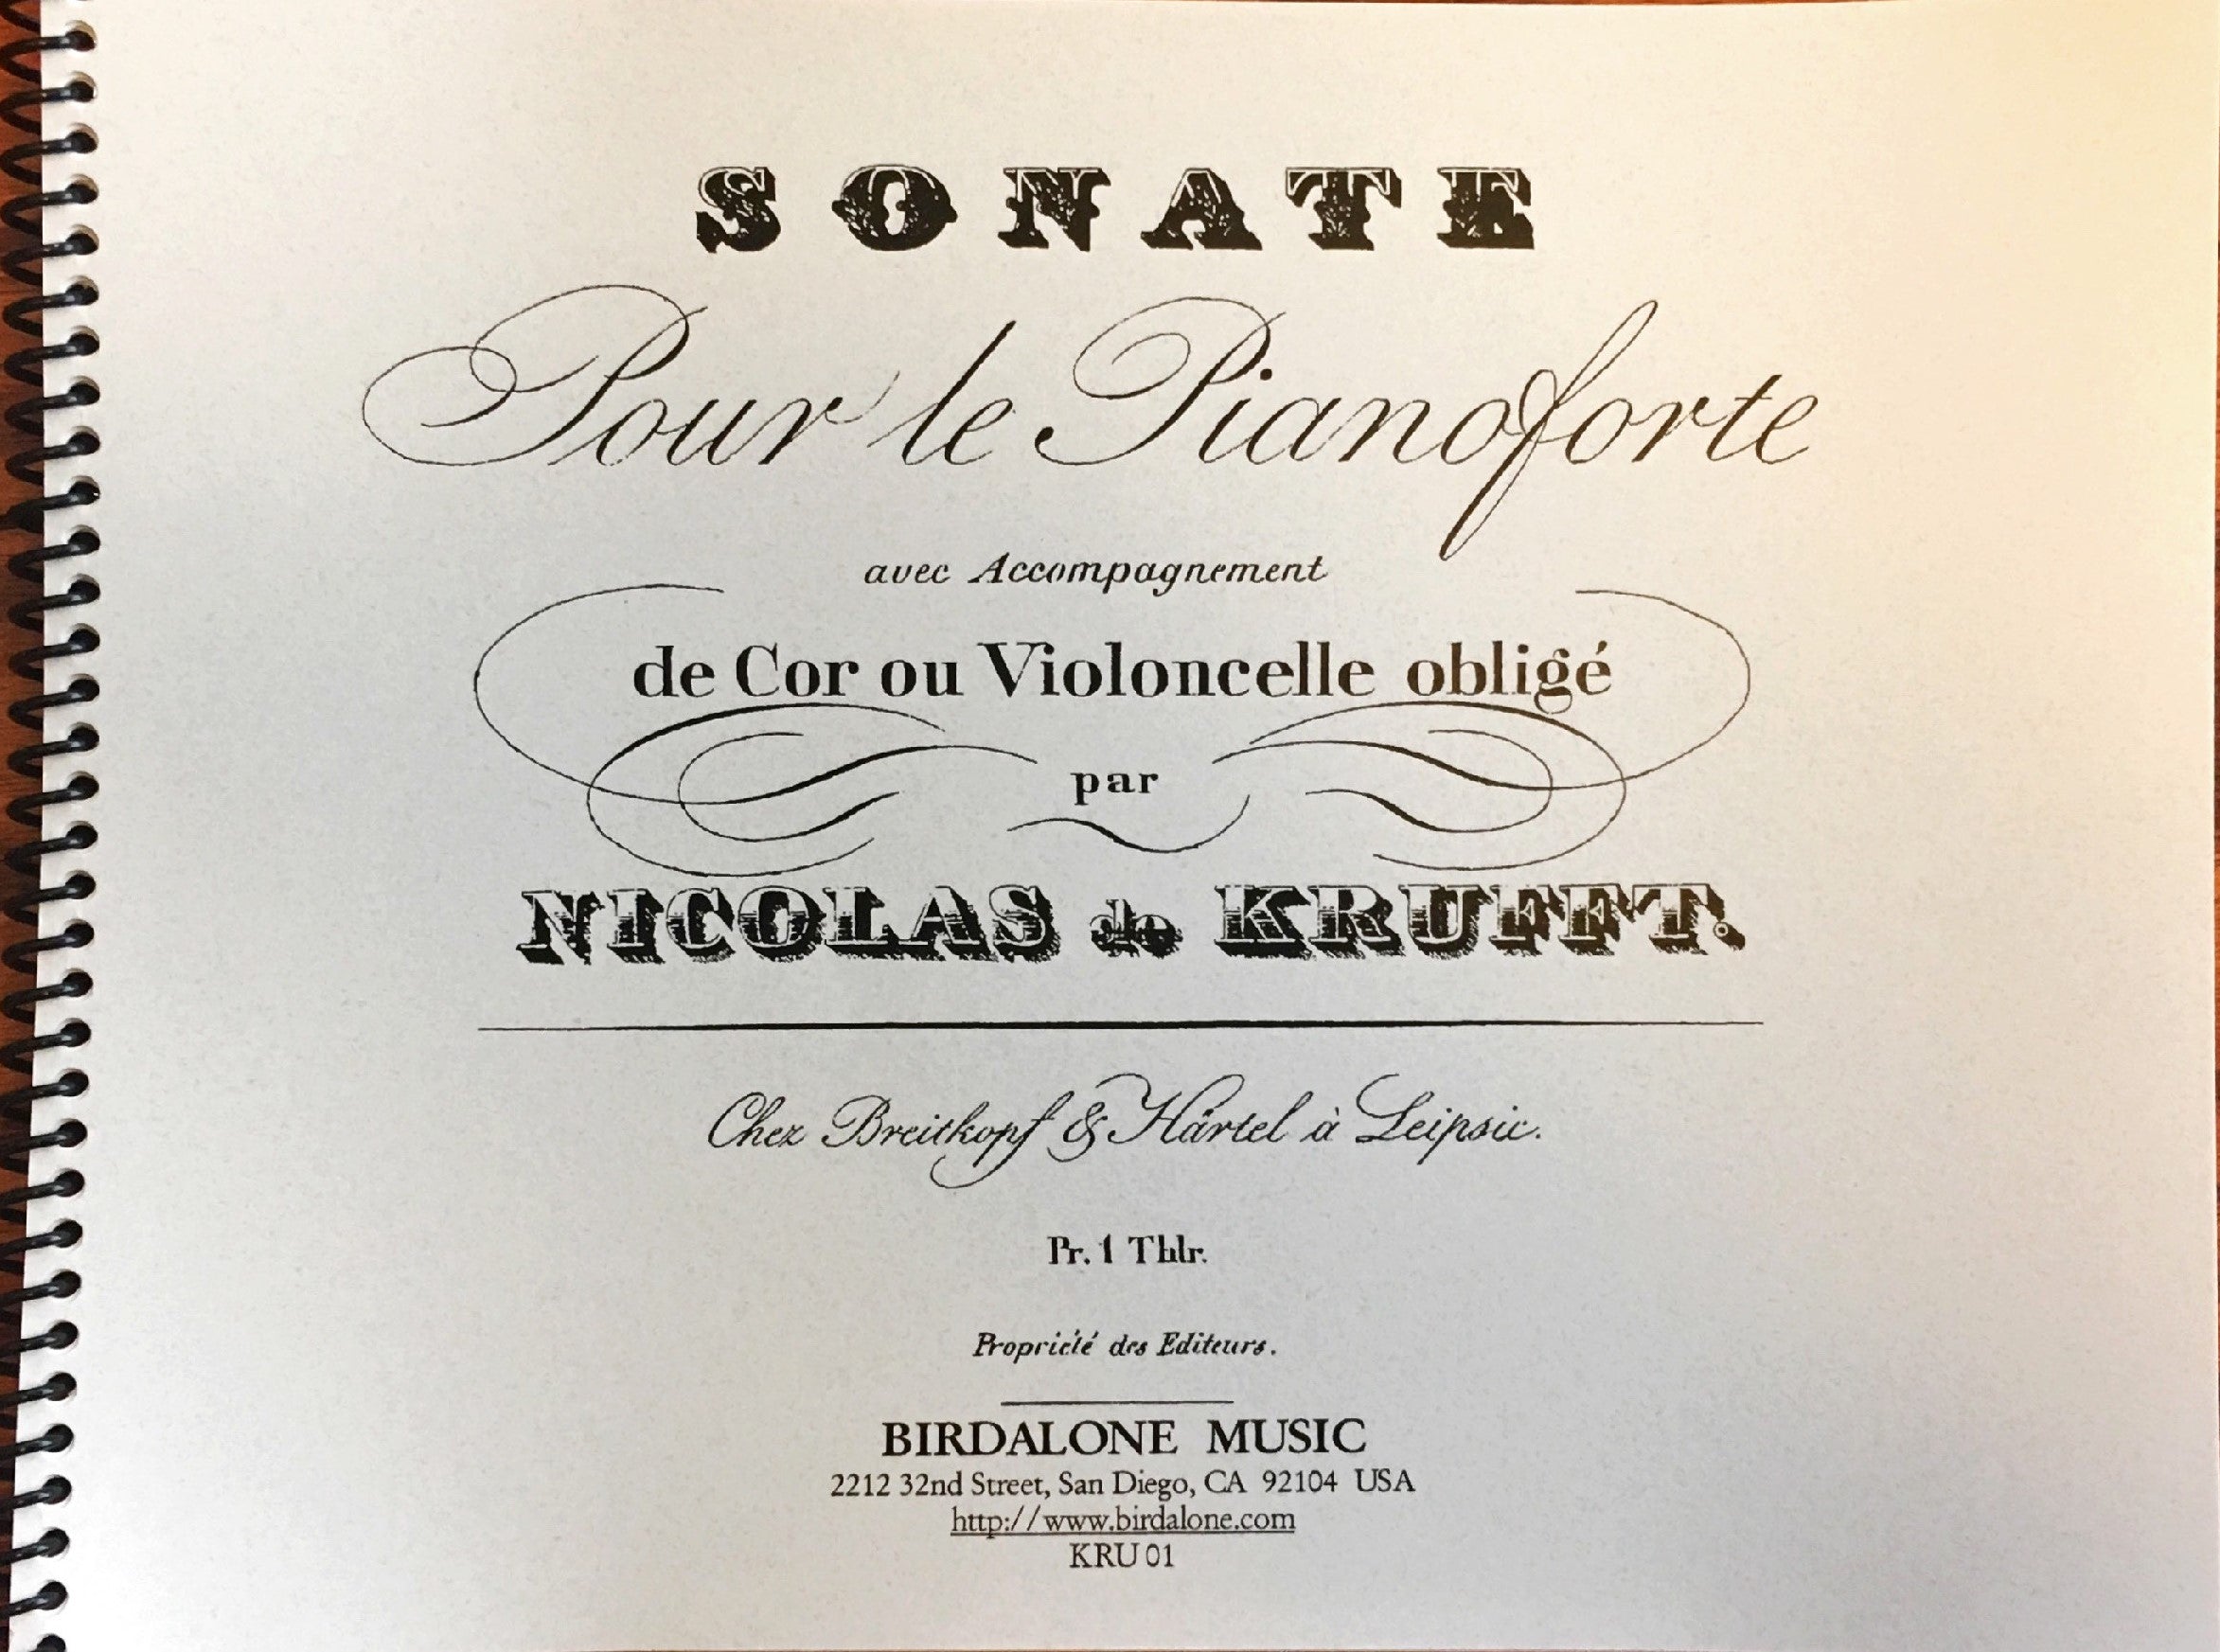 SONATE
Pour le Pianoforte
avec Accompagnement
de Cor ou Violoncelle obligé
par
NICOLAS de KRUFFT.
Chez Breitkopf & Härtel à Leipsic.
Pr. 1 Thlr.
Propriété des Editeurs.
BIRDALONE MUSIC
2212 32nd Street, San Diego, CA 92104 USA
http://www.birdalone.com
KRU 01